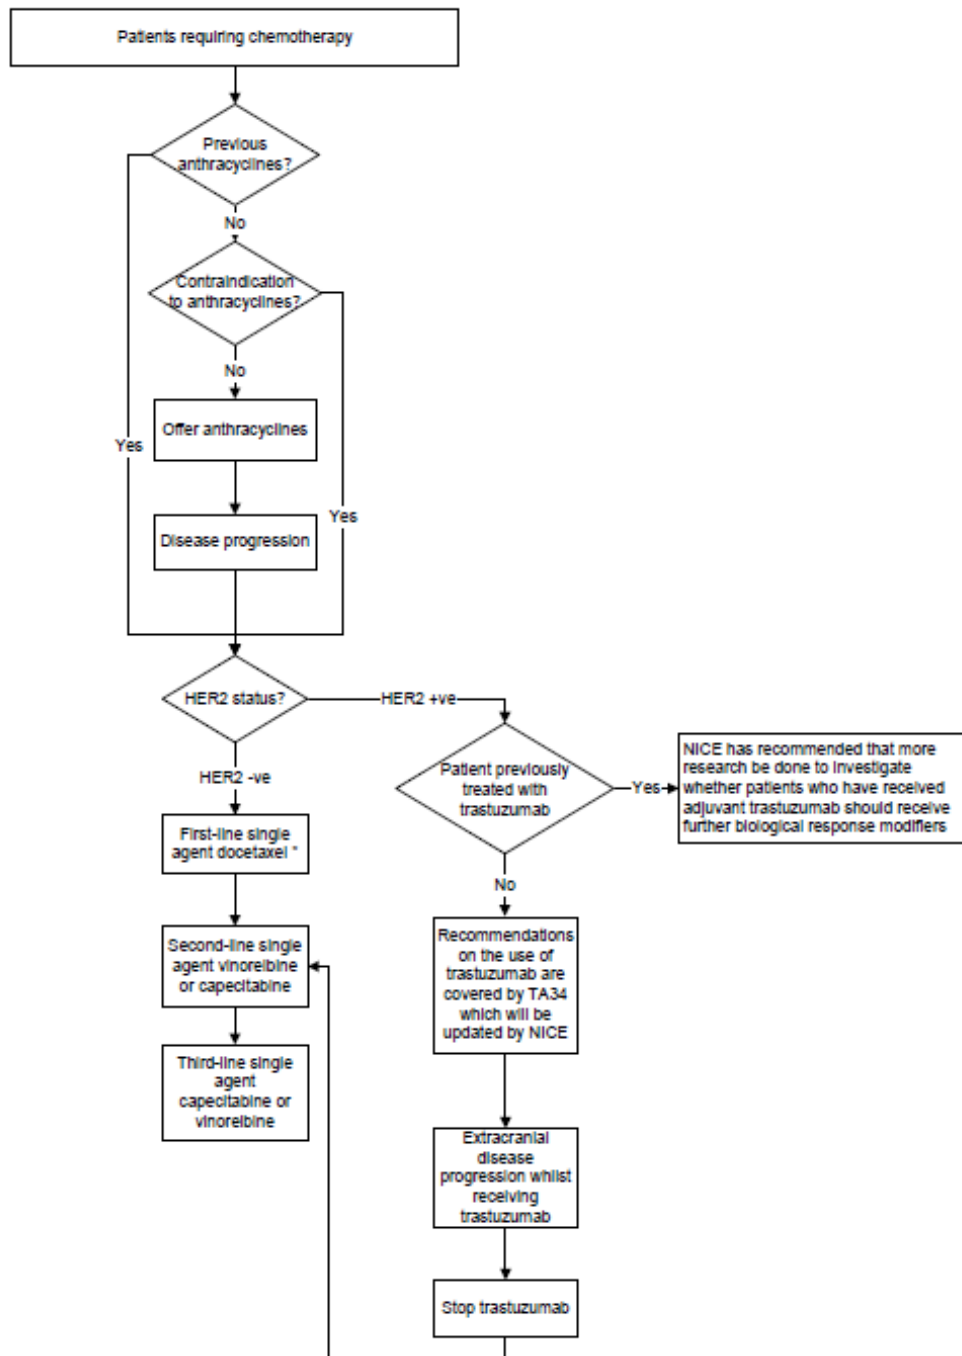 Patients requiring chemotherapy
Previous
anthracyclines?
No
Contraindication
to anthracyclines?
No
Offer anthracyclines
Yes
Yes
Disease progression
HER2 status?
HER2 +ve
HER2 -ve
Patient previously
treated with
trastuzumab
Yes
NICE has recommended that more
research be done to investigate
whether patients who have received
adjuvant trastuzumab should receive
further biological response modifiers
First-line single
agent docetaxel *
No
Second-line single
agent vinorelbine
or capecitabine
Recommendations
on the use of
trastuzumab are
covered by TA34
which will be
updated by NICE
Third-line single
agent
capecitabine or
vinorelbine
Extracranial
disease
progression whilst
receiving
trastuzumab
Stop trastuzumab